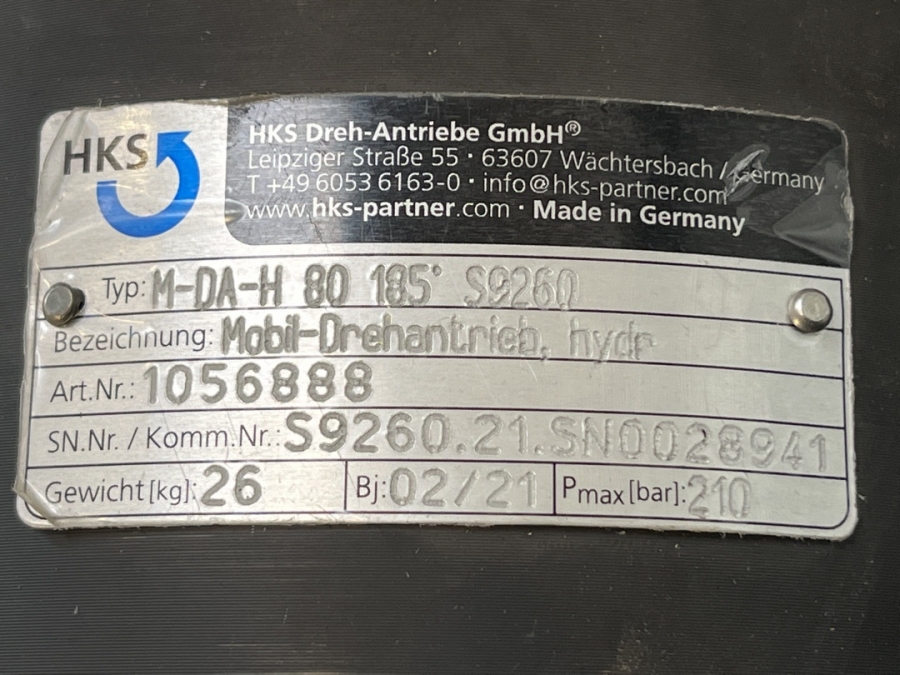 HKS
HKS Dreh-Antriebe GmbH®
Leipziger Straße 55 · 63607 Wächtersbach / Germany
T +49 6053 6163-0 · info@hks-partner.com
www.hks-partner.com · Made in Germany
Typ: M-DA-H 80 185° S9260
Bezeichnung: Mobil-Drehantrieb, hydr
Art.Nr.: 1056888
SN.Nr. / Komm.Nr.: S9260.21.SN0028941
Gewicht[kg]: 26 Bj: 02/21 Pmax [bar]: 210